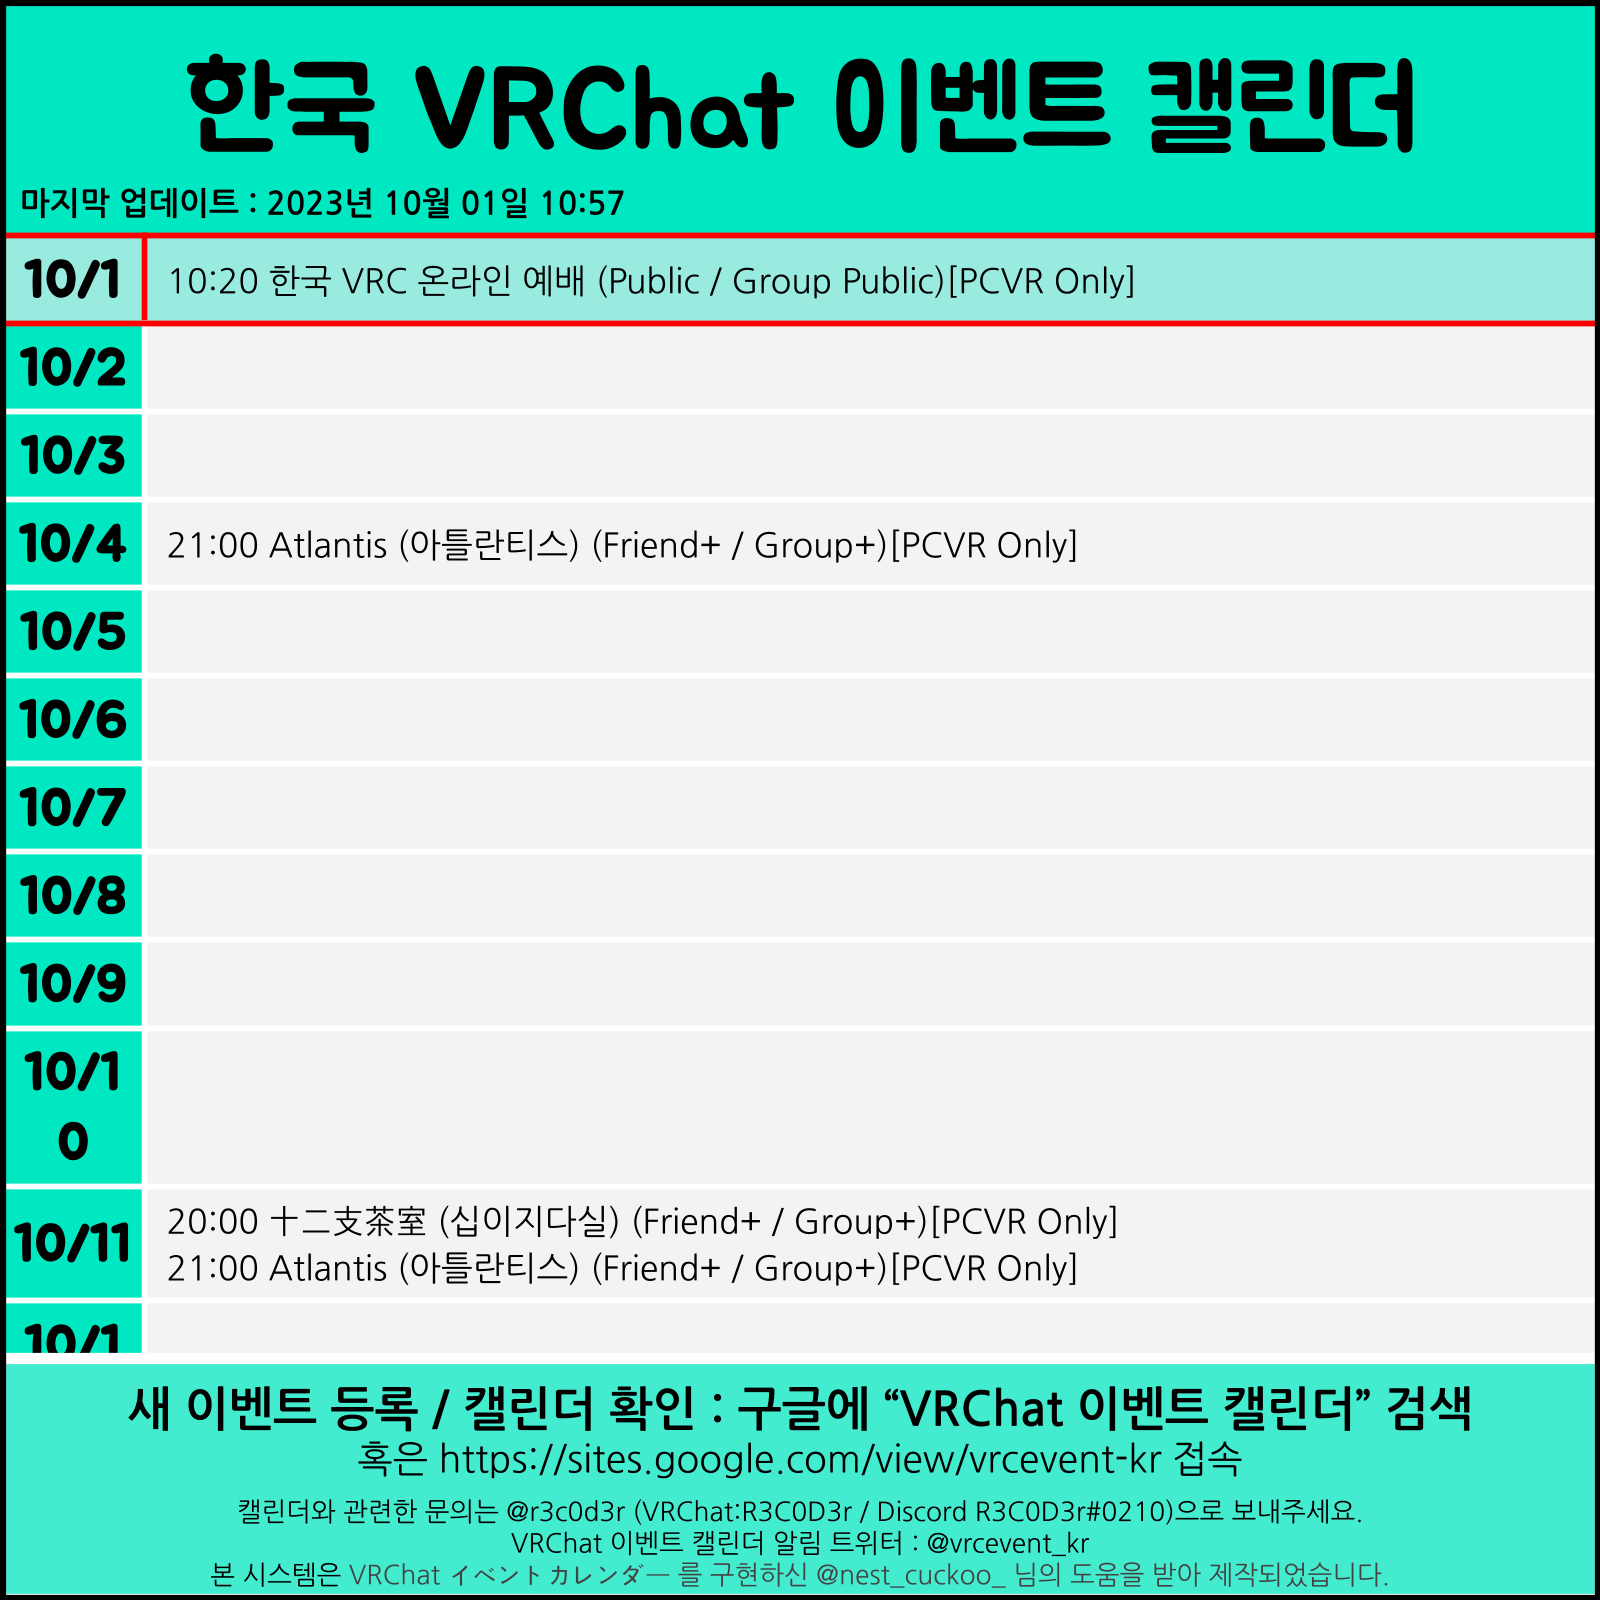 한국 VRChat 이벤트 캘린더
마지막 업데이트 : 2023년 10월 01일 10:57
10/1 10:20 한국 VRC 온라인 예배 (Public / Group Public)[PCVR Only]
10/2
10/3
10/4 21:00 Atlantis (아틀란티스) (Friend+ / Group+)[PCVR Only]
10/5
10/6
10/7
10/8
10/9
10/1
0
10/11 20:00 十二支茶室 (십이지다실) (Friend+ / Group+)[PCVR Only]
21:00 Atlantis (아틀란티스) (Friend+ / Group+)[PCVR Only]
10/1
새 이벤트 등록 / 캘린더 확인 : 구글에 “VRChat 이벤트 캘린더” 검색
혹은 https://sites.google.com/view/vrcevent-kr 접속
캘린더와 관련한 문의는 @r3c0d3r (VRChat:R3C0D3r / Discord R3C0D3r#0210)으로 보내주세요.
VRChat 이벤트 캘린더 알림 트위터 : @vrcevent_kr
본 시스템은 VRChat イベントカレンダー 를 구현하신 @nest_cuckoo_ 님의 도움을 받아 제작되었습니다.